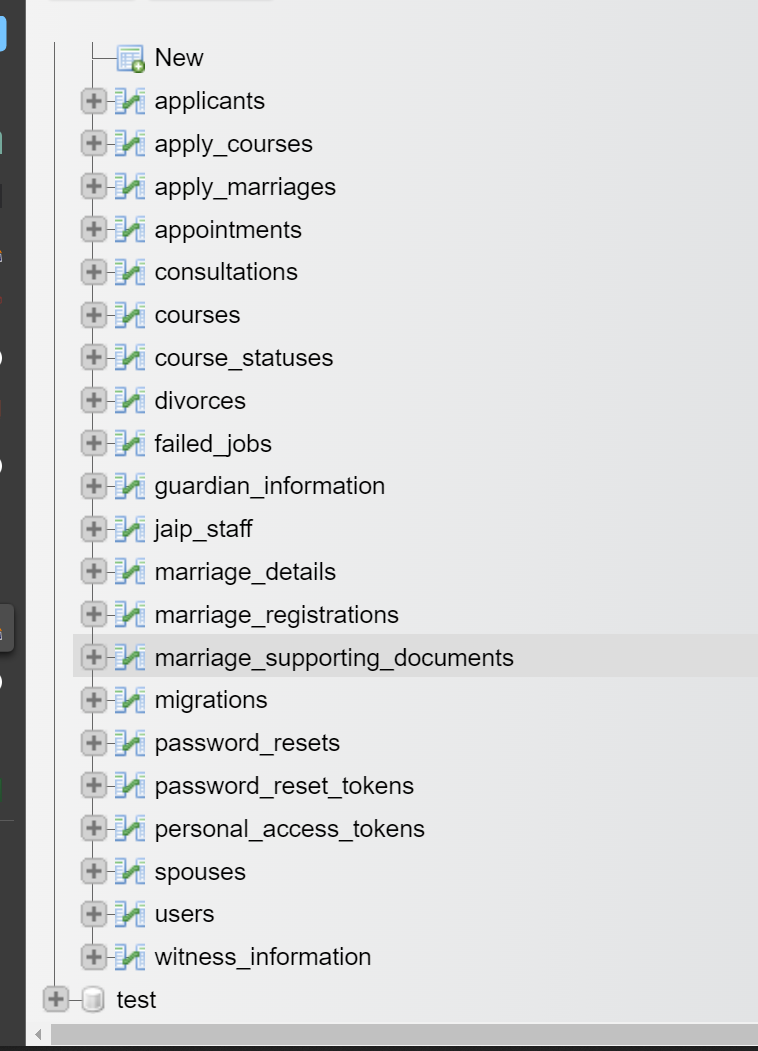 New
applicants
apply_courses
apply_marriages
appointments
consultations
courses
course_statuses
divorces
failed_jobs
guardian_information
jaip_staff
marriage_details
marriage_registrations
marriage_supporting_documents
migrations
password_resets
password_reset_tokens
personal_access_tokens
spouses
users
witness_information
test